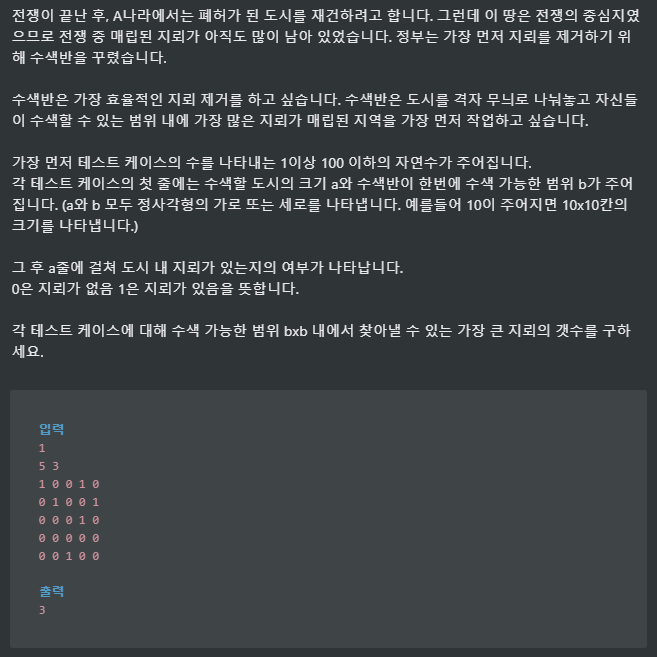 전쟁이 끝난 후, A나라에서는 폐허가 된 도시를 재건하려고 합니다. 그런데 이 땅은 전쟁의 중심지였
으므로 전쟁 중 매립된 지뢰가 아직도 많이 남아 있었습니다. 정부는 가장 먼저 지뢰를 제거하기 위
해 수색반을 꾸렸습니다.
수색반은 가장 효율적인 지뢰 제거를 하고 싶습니다. 수색반은 도시를 격자 무늬로 나눠놓고 자신들
이 수색할 수 있는 범위 내에 가장 많은 지뢰가 매립된 지역을 가장 먼저 작업하고 싶습니다.
가장 먼저 테스트 케이스의 수를 나타내는 1이상 100 이하의 자연수가 주어집니다.
각 테스트 케이스의 첫 줄에는 수색할 도시의 크기 a와 수색반이 한번에 수색 가능한 범위 b가 주어
집니다. (a와 b 모두 정사각형의 가로 또는 세로를 나타냅니다. 예를들어 10이 주어지면 10x10칸의
크기를 나타냅니다.)
그 후 a줄에 걸쳐 도시 내 지뢰가 있는지의 여부가 나타납니다.
0은 지뢰가 없음 1은 지뢰가 있음을 뜻합니다.
각 테스트 케이스에 대해 수색 가능한 범위 bxb 내에서 찾아낼 수 있는 가장 큰 지뢰의 갯수를 구하
세요.
입력
1
5 3
1 0 0 1 0
0 1 0 0 1
0 0 0 1 0
0 0 0 0 0
0 0 1 0 0
출력
3